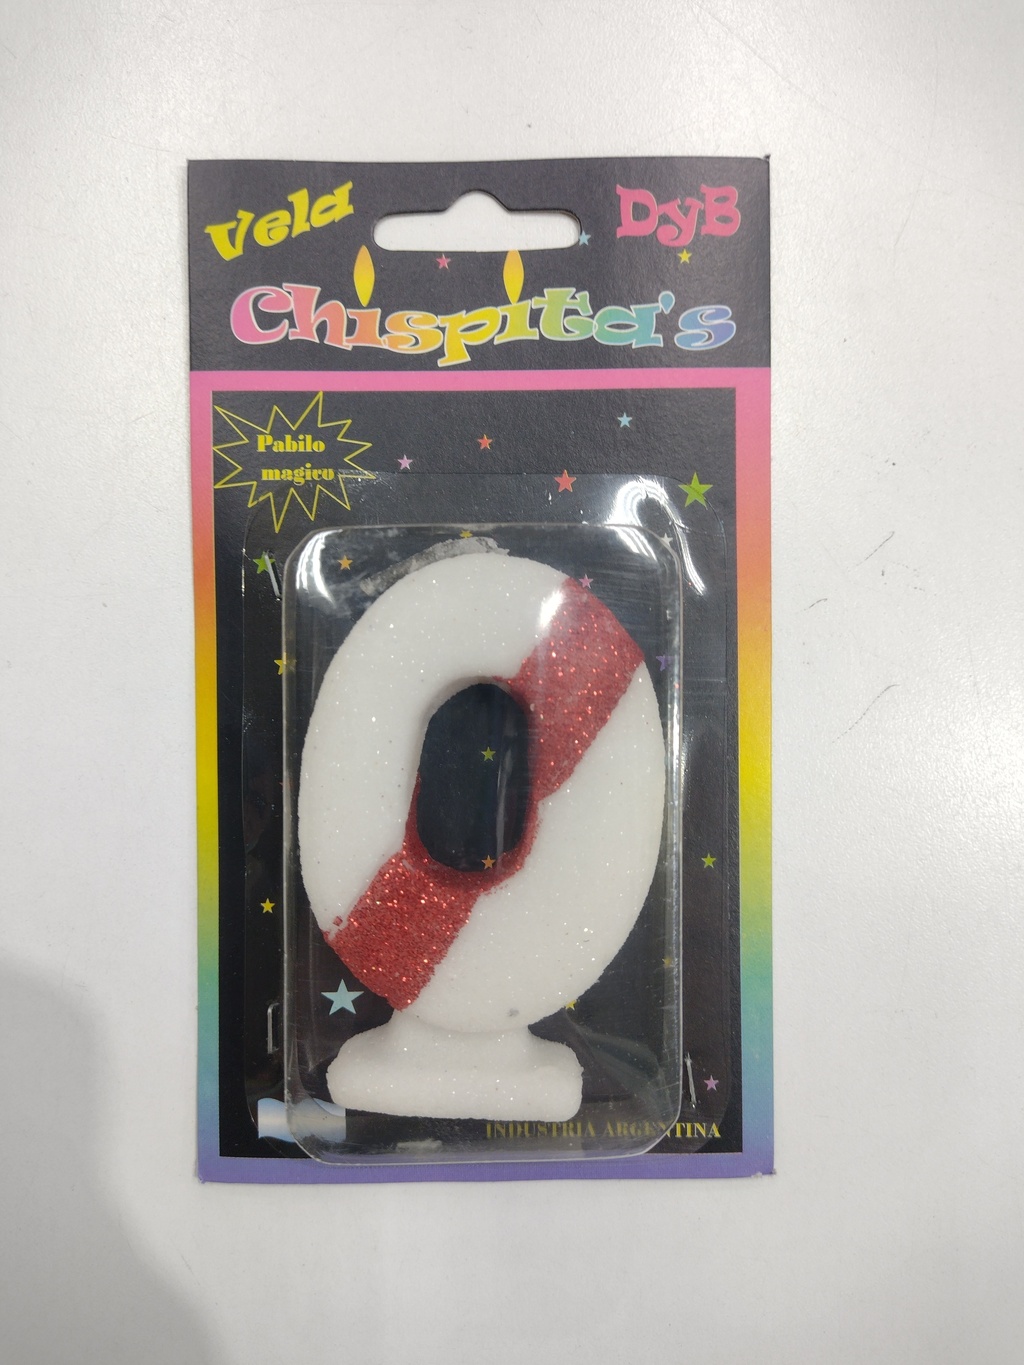 Vela
DyB
Chispita's
Pabilo
magico
INDUSTRIA ARGENTINA